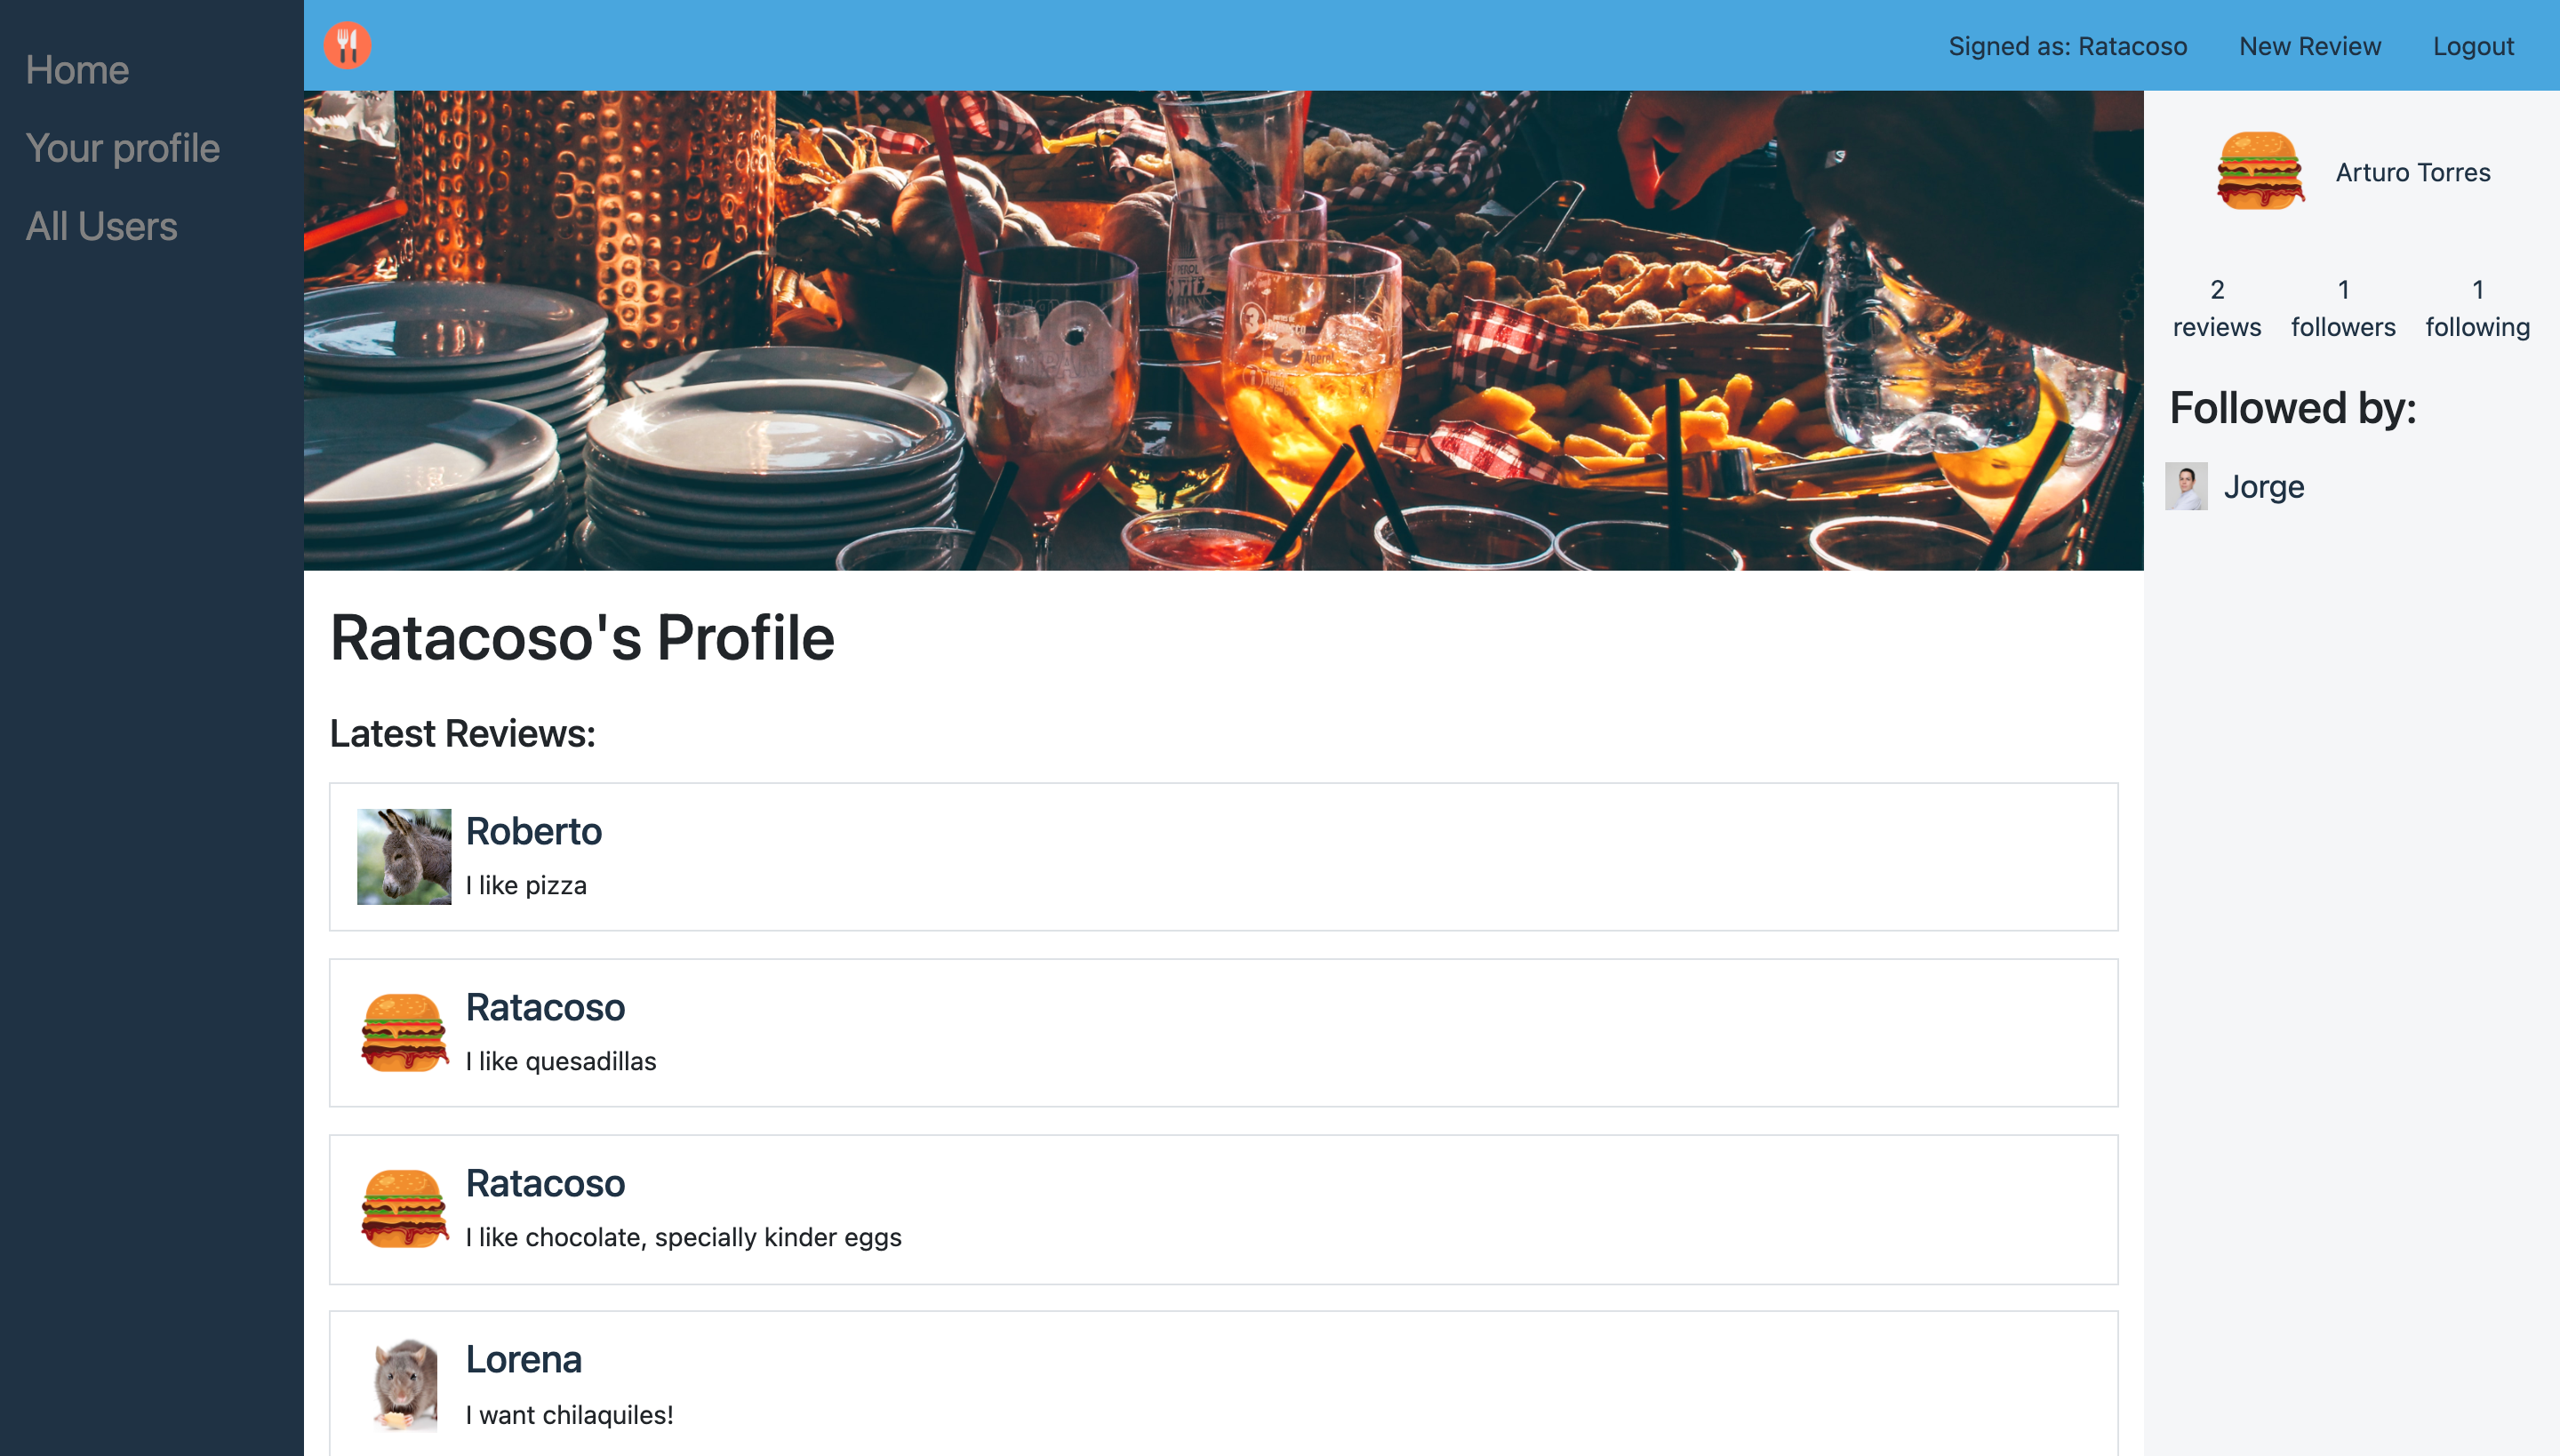 Home
Your profile
All Users
Signed as: Ratacoso
New Review
Logout
Arturo Torres
2
reviews
1
followers
1
following
Followed by:
Jorge
Ratacoso's Profile
Latest Reviews:
Roberto
I like pizza
Ratacoso
I like quesadillas
Ratacoso
I like chocolate, specially kinder eggs
Lorena
I want chilaquiles!